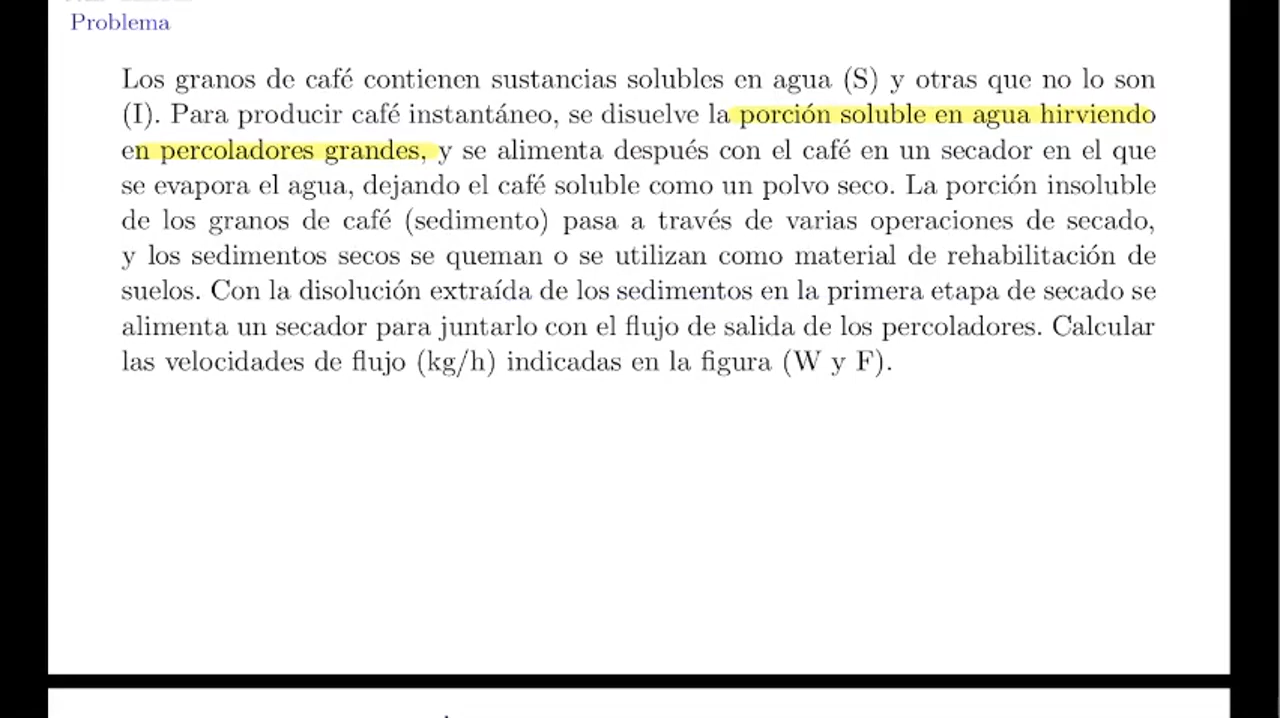 Problema
Los granos de café contienen sustancias solubles en agua (S) y otras que no lo son
(I). Para producir café instantáneo, se disuelve la porción soluble en agua hirviendo
en percoladores grandes, y se alimenta después con el café en un secador en el que
se evapora el agua, dejando el café soluble como un polvo seco. La porción insoluble
de los granos de café (sedimento) pasa a través de varias operaciones de secado,
y los sedimentos secos se queman o se utilizan como material de rehabilitación de
suelos. Con la disolución extraída de los sedimentos en la primera etapa de secado se
alimenta un secador para juntarlo con el flujo de salida de los percoladores. Calcular
las velocidades de flujo (kg/h) indicadas en la figura (W y F).